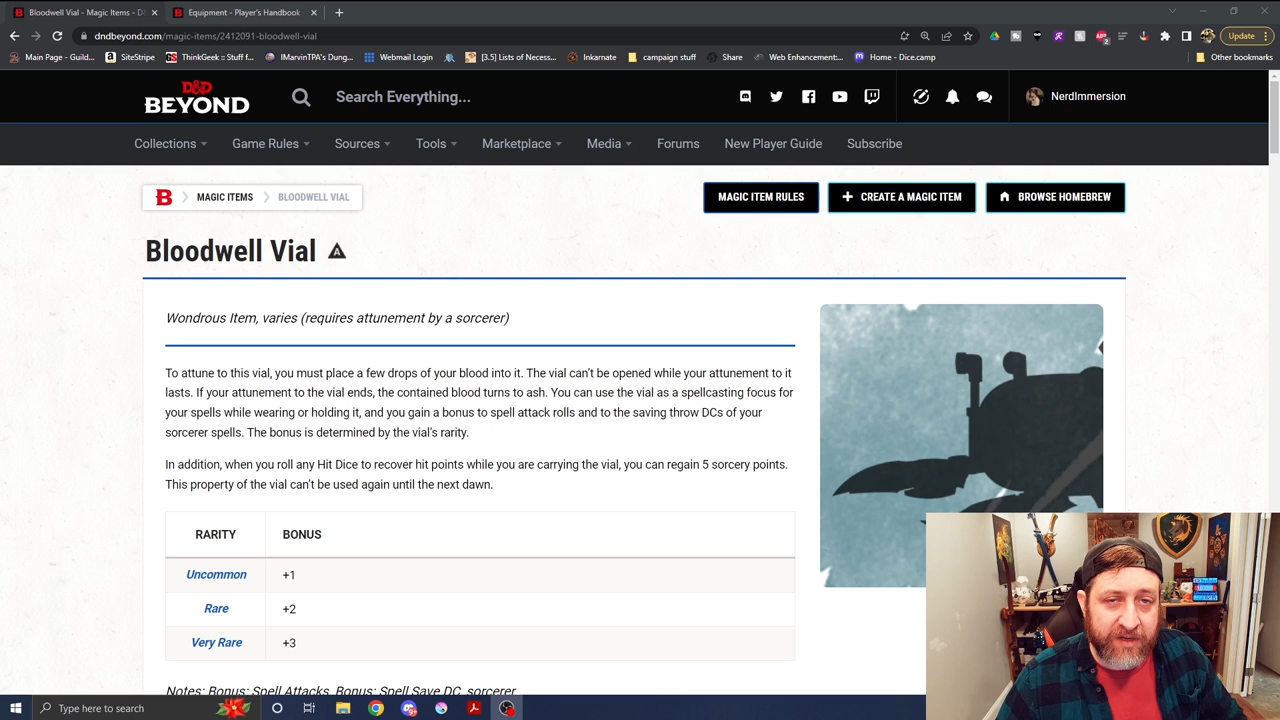 Bloodwell Vial - Magic Items - D&
Equipment - Player's Handbook
dndbeyond.com/magic-items/2412091-bloodwell-vial
Update
Main Page - Guild...
SiteStripe
ThinkGeek :: Stuff f...
IMarvinTPA's Dung...
Webmail Login
[3.5] Lists of Necess...
Inkarnate
campaign stuff
Share
Web Enhancement:...
Home - Dice.camp
Other bookmarks
D&D
BEYOND
Search Everything...
NerdImmersion
Collections
Game Rules
Sources
Tools
Marketplace
Media
Forums
New Player Guide
Subscribe
B
MAGIC ITEMS
BLOODWELL VIAL
MAGIC ITEM RULES
CREATE A MAGIC ITEM
BROWSE HOMEBREW
Bloodwell Vial
Wondrous Item, varies (requires attunement by a sorcerer)
To attune to this vial, you must place a few drops of your blood into it. The vial can't be opened while your attunement to it
lasts. If your attunement to the vial ends, the contained blood turns to ash. You can use the vial as a spellcasting focus for
your spells while wearing or holding it, and you gain a bonus to spell attack rolls and to the saving throw DCs of your
sorcerer spells. The bonus is determined by the vial's rarity.
In addition, when you roll any Hit Dice to recover hit points while you are carrying the vial, you can regain 5 sorcery points.
This property of the vial can't be used again until the next dawn.
RARITY BONUS
Uncommon +1
Rare +2
Very Rare +3
Notes: Bonus: Spell Attacks, Bonus: Spell Save DC, sorcerer
Type here to search